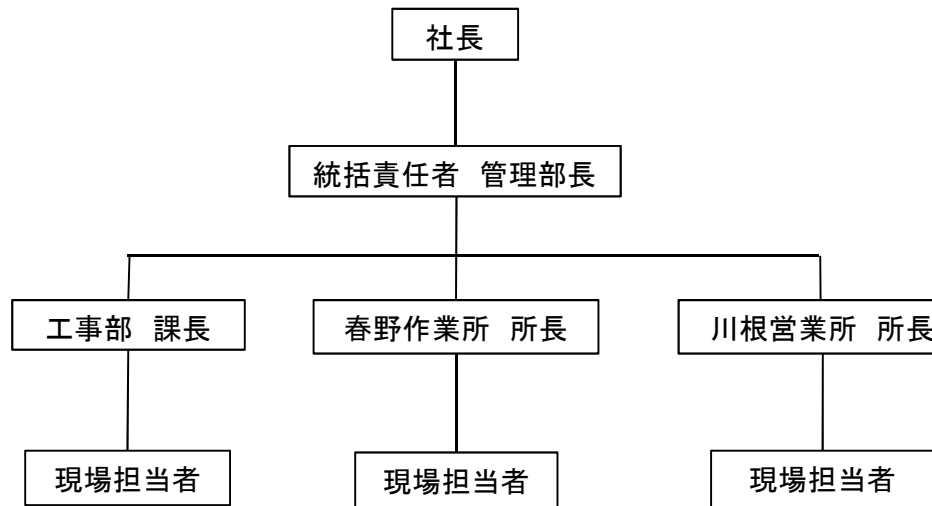 社長
統括責任者　管理部長
工事部　課長
春野作業所　所長
川根営業所　所長
現場担当者
現場担当者
現場担当者